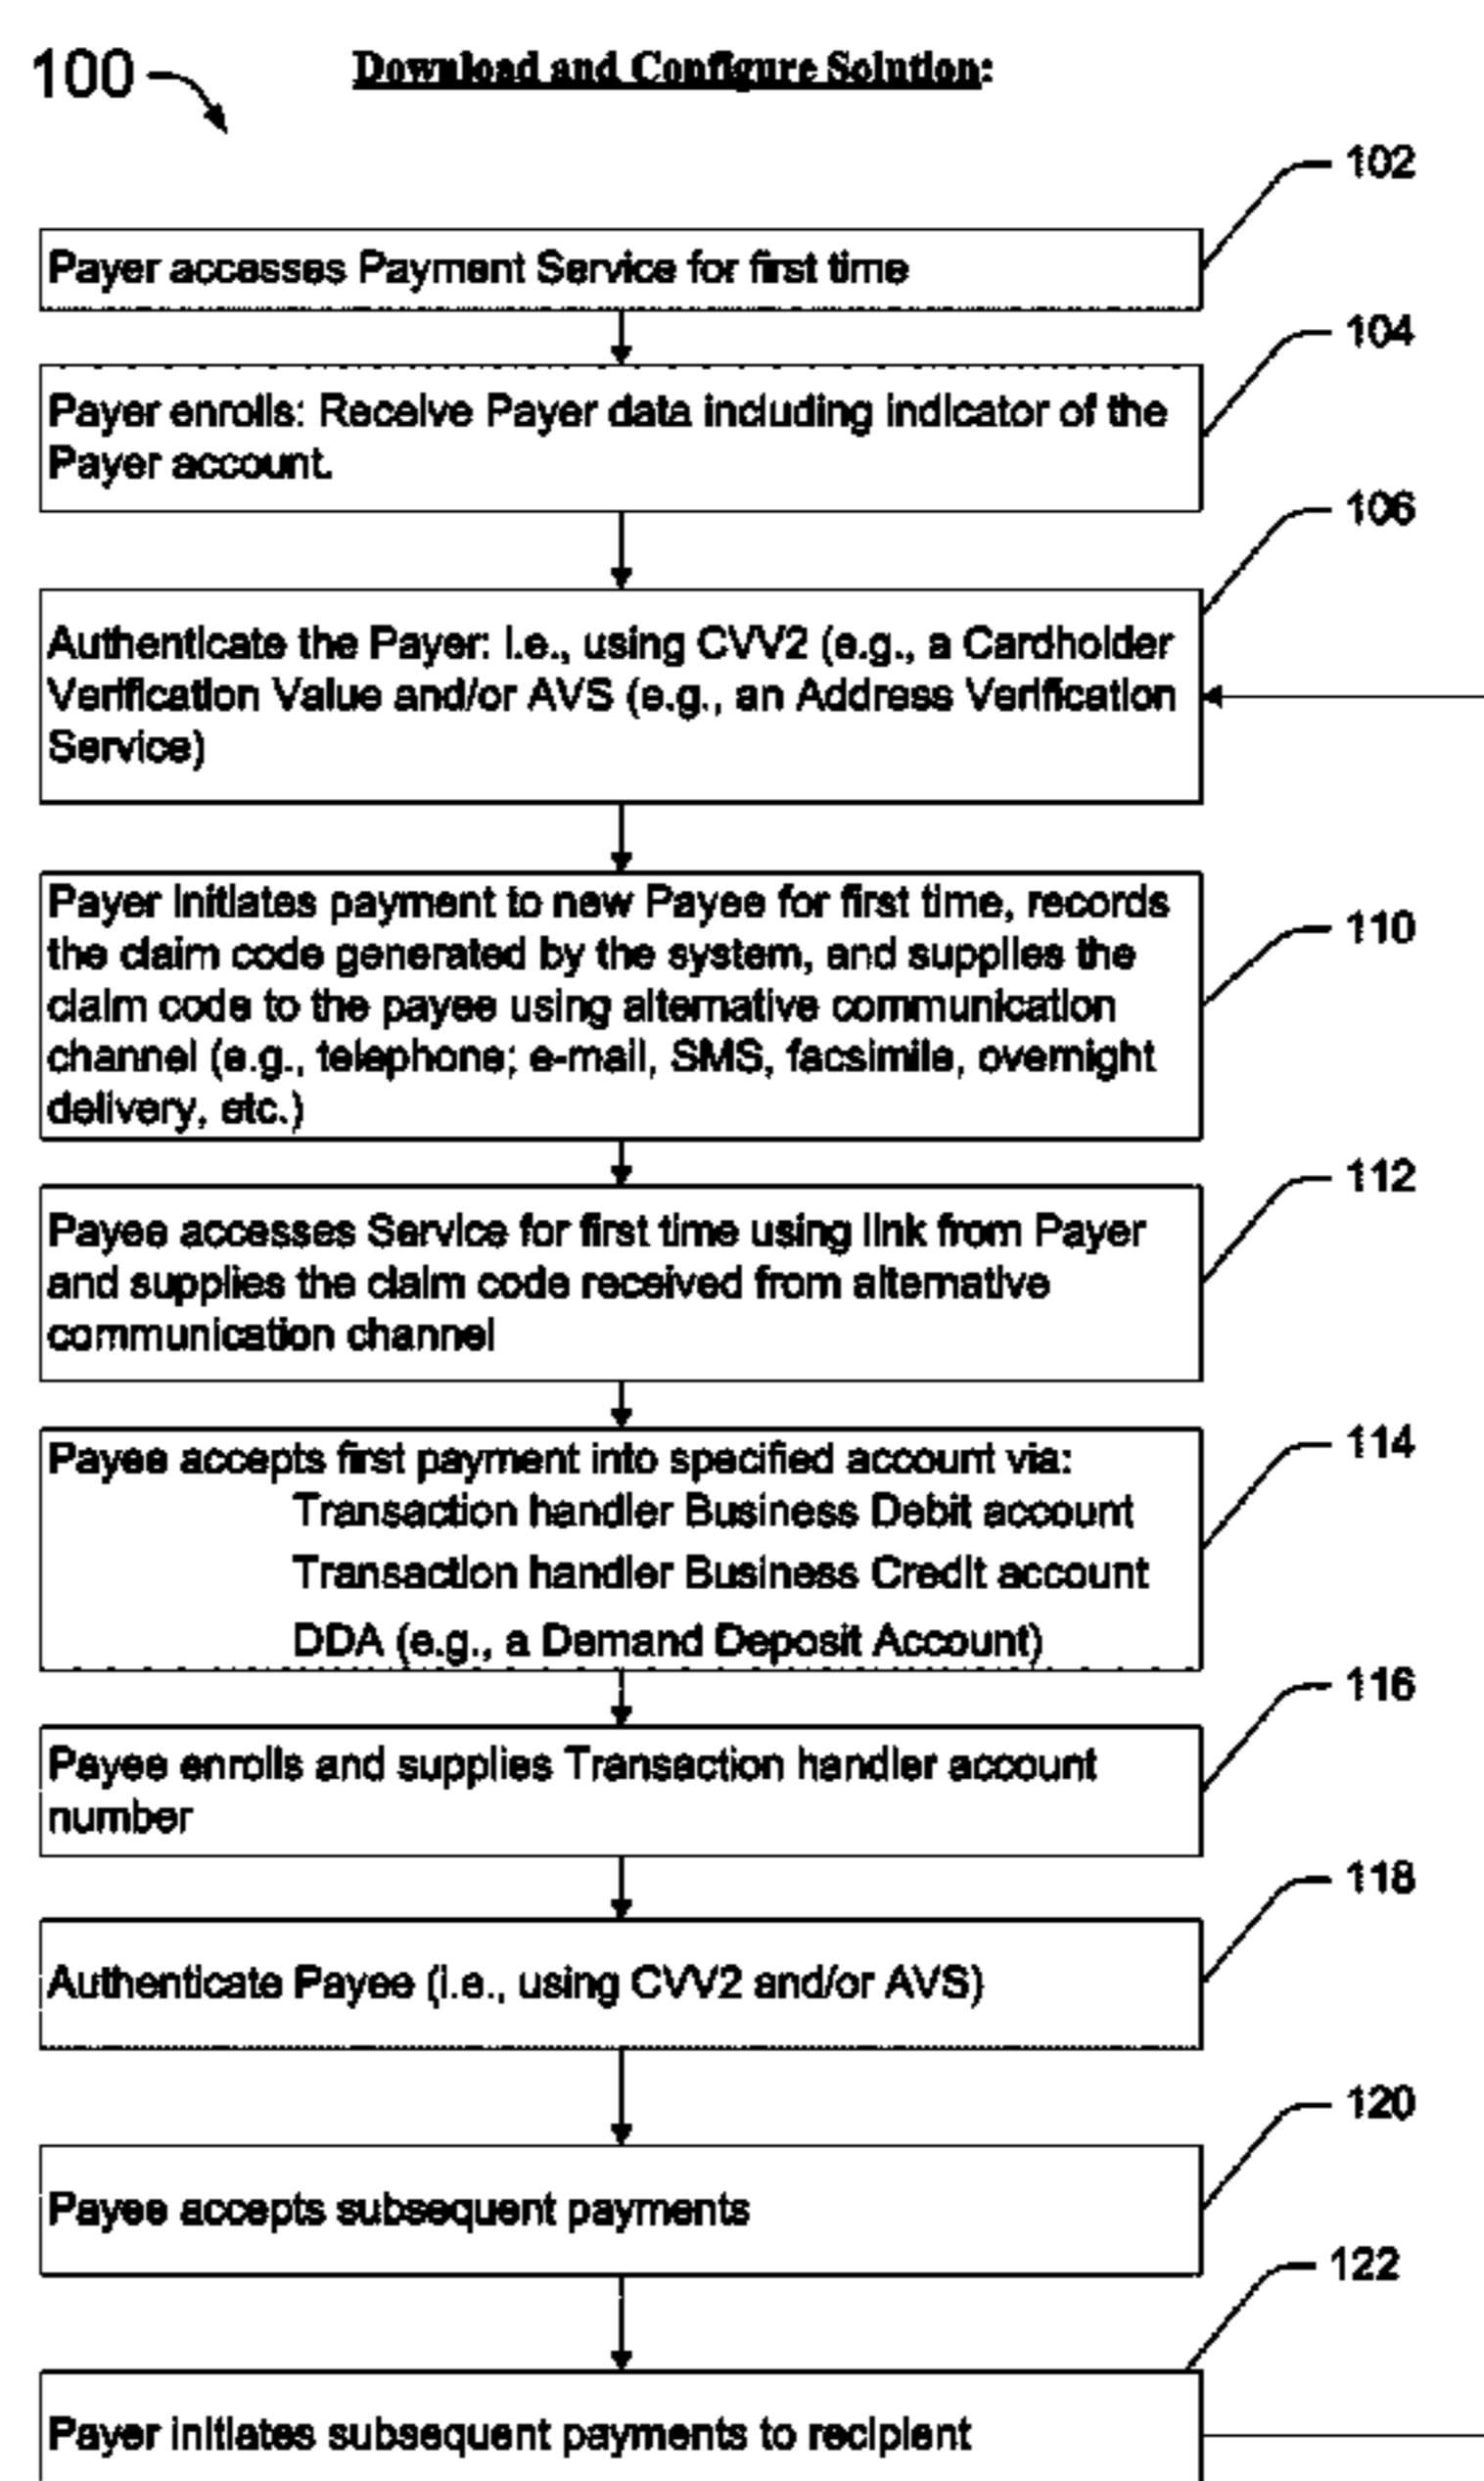 100
Download and Configure Solution:
102
Payer accesses Payment Service for first time
104
Payer enrolls: Receive Payer data including indicator of the
Payer account.
106
Authenticate the Payer: i.e., using CVV2 (e.g., a Cardholder
Verification Value and/or AVS (e.g., an Address Verification
Service)
110
Payer initiates payment to new Payee for first time, records
the claim code generated by the system, and supplies the
claim code to the payee using alternative communication
channel (e.g., telephone; e-mail, SMS, facsimile, overnight
delivery, etc.)
112
Payee accesses Service for first time using link from Payer
and supplies the claim code received from alternative
communication channel
114
Payee accepts first payment into specified account via:
Transaction handler Business Debit account
Transaction handler Business Credit account
DDA (e.g., a Demand Deposit Account)
116
Payee enrolls and supplies Transaction handler account
number
118
Authenticate Payee (i.e., using CVV2 and/or AVS)
120
Payee accepts subsequent payments
122
Payer initiates subsequent payments to recipient